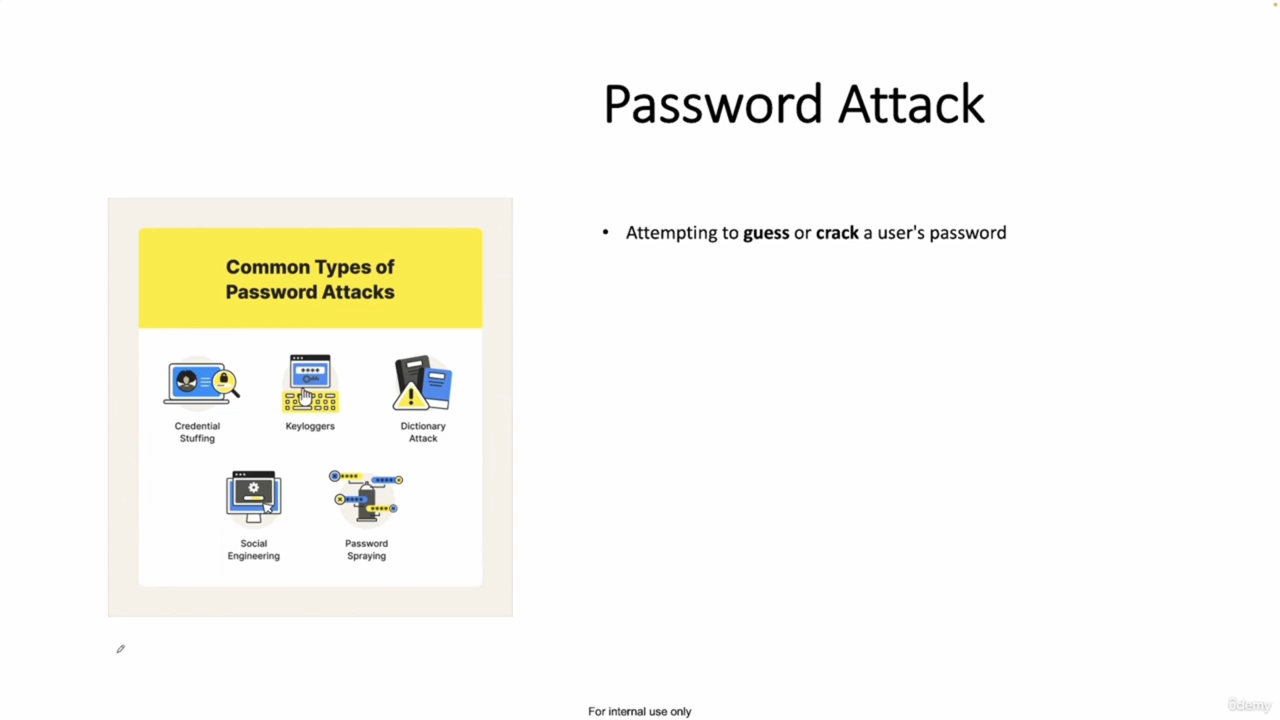 Password Attack
• Attempting to guess or crack a user's password
Common Types of
Password Attacks
Credential
Stuffing
Keyloggers
Dictionary
Attack
Social
Engineering
Password
Spraying
For internal use only
ûdemy